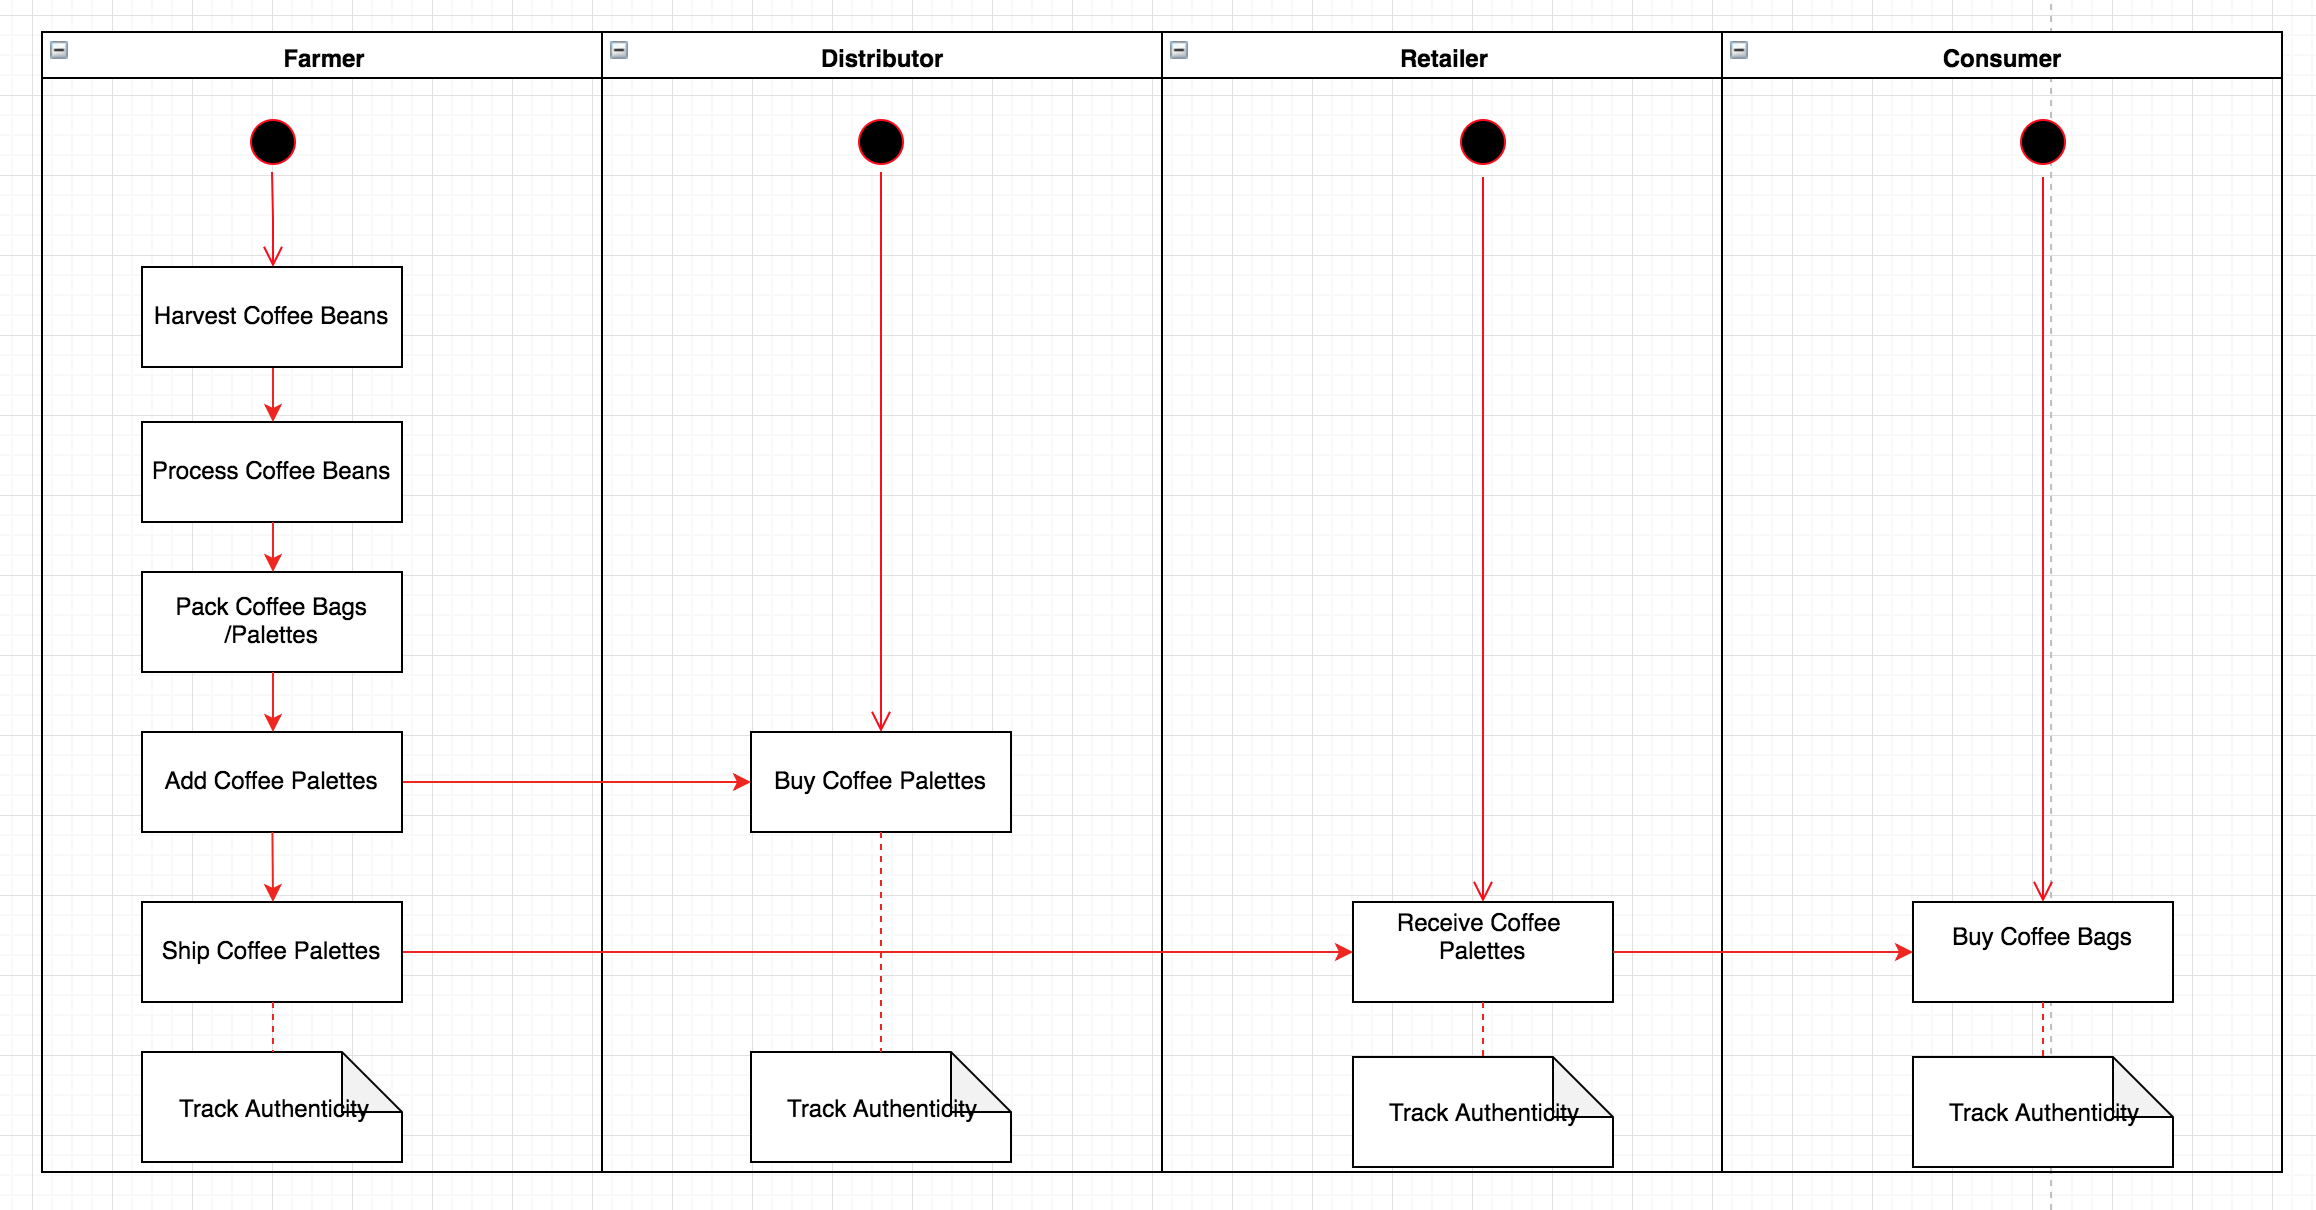 Farmer
Distributor
Retailer
Consumer
Harvest Coffee Beans
Process Coffee Beans
Pack Coffee Bags
/Palettes
Add Coffee Palettes
Buy Coffee Palettes
Ship Coffee Palettes
Receive Coffee
Palettes
Buy Coffee Bags
Track Authenticity
Track Authenticity
Track Authenticity
Track Authenticity